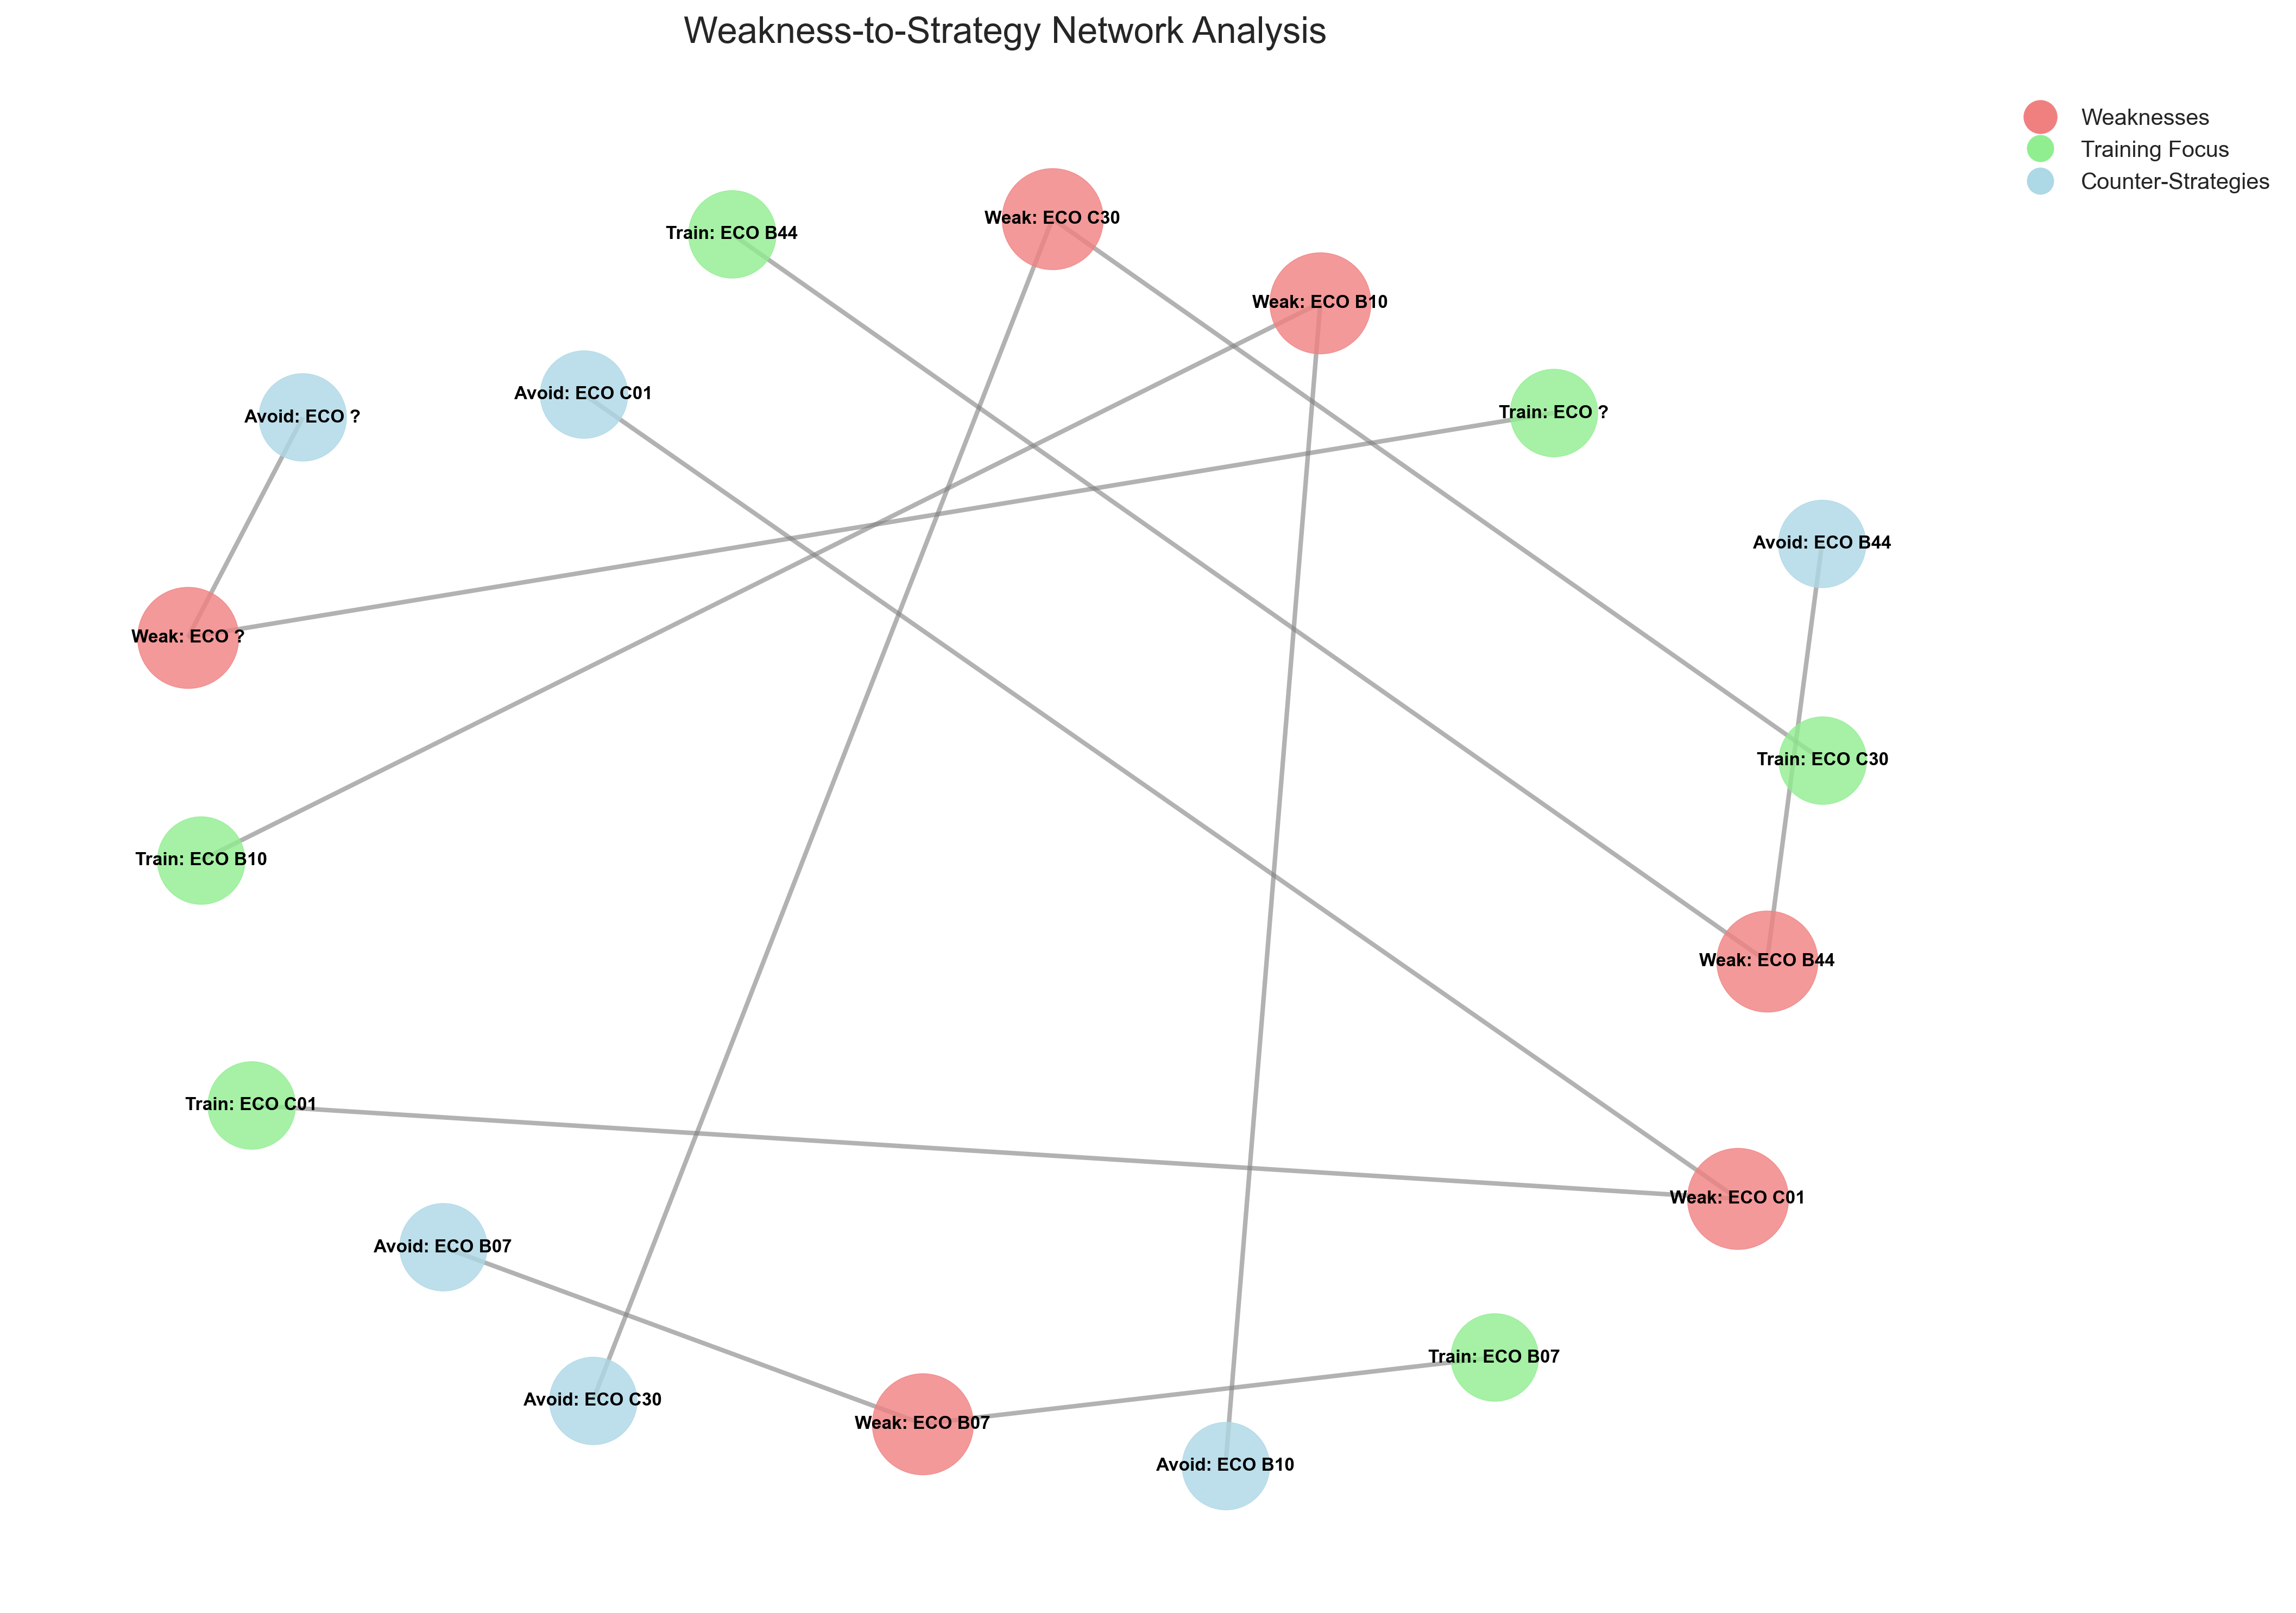 Weakness-to-Strategy Network Analysis
Weaknesses
Training Focus
Counter-Strategies
Weak: ECO C30
Train: ECO B44
Weak: ECO B10
Avoid: ECO C01
Train: ECO ?
Avoid: ECO ?
Avoid: ECO B44
Weak: ECO ?
Train: ECO C30
Train: ECO B10
Weak: ECO B44
Train: ECO C01
Weak: ECO C01
Avoid: ECO B07
Train: ECO B07
Avoid: ECO C30
Weak: ECO B07
Avoid: ECO B10